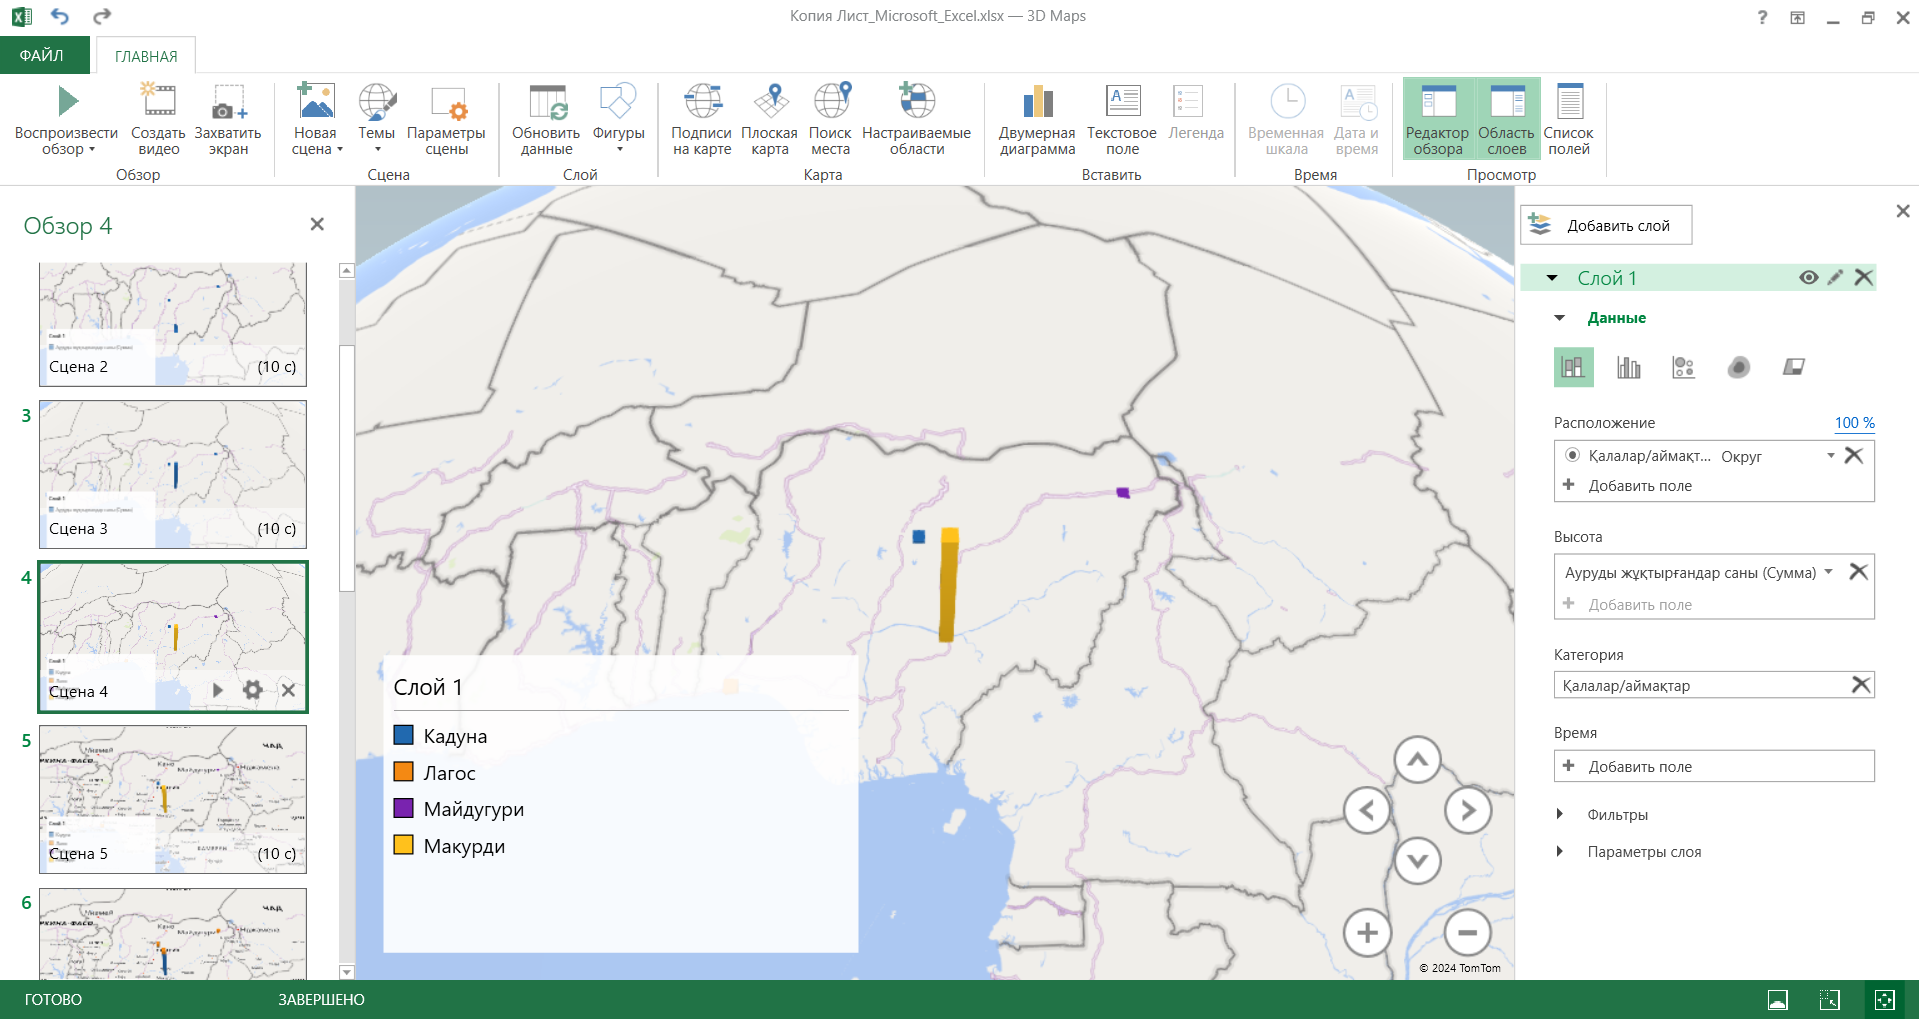 Копия Лист_Microsoft_Excel.xlsx — 3D Maps
ФАЙЛ
ГЛАВНАЯ
Воспроизвести обзор
Создать видео
Захватить экран
Обзор
Новая сцена
Темы
Параметры сцены
Сцена
Обновить данные
Фигуры
Слой
Подписи на карте
Плоская карта
Поиск места
Настраиваемые области
Карта
Двумерная диаграмма
Текстовое поле
Легенда
Вставить
Временная шкала
Дата и время
Время
Редактор обзора
Область слоев
Список полей
Просмотр
Обзор 4
Сцена 2 (10 с)
3
Сцена 3 (10 с)
4
Сцена 4
5
ЧАД
Сцена 5 (10 с)
6
ЧАД
Слой 1
Кадуна
Лагос
Майдугури
Макурди
© 2024 TomTom
Добавить слой
Слой 1
Данные
Расположение 100 %
Қалалар/аймақт... Округ
Добавить поле
Высота
Ауруды жұқтырғандар саны (Сумма)
Добавить поле
Категория
Қалалар/аймақтар
Время
Добавить поле
Фильтры
Параметры слоя
ГОТОВО
ЗАВЕРШЕНО